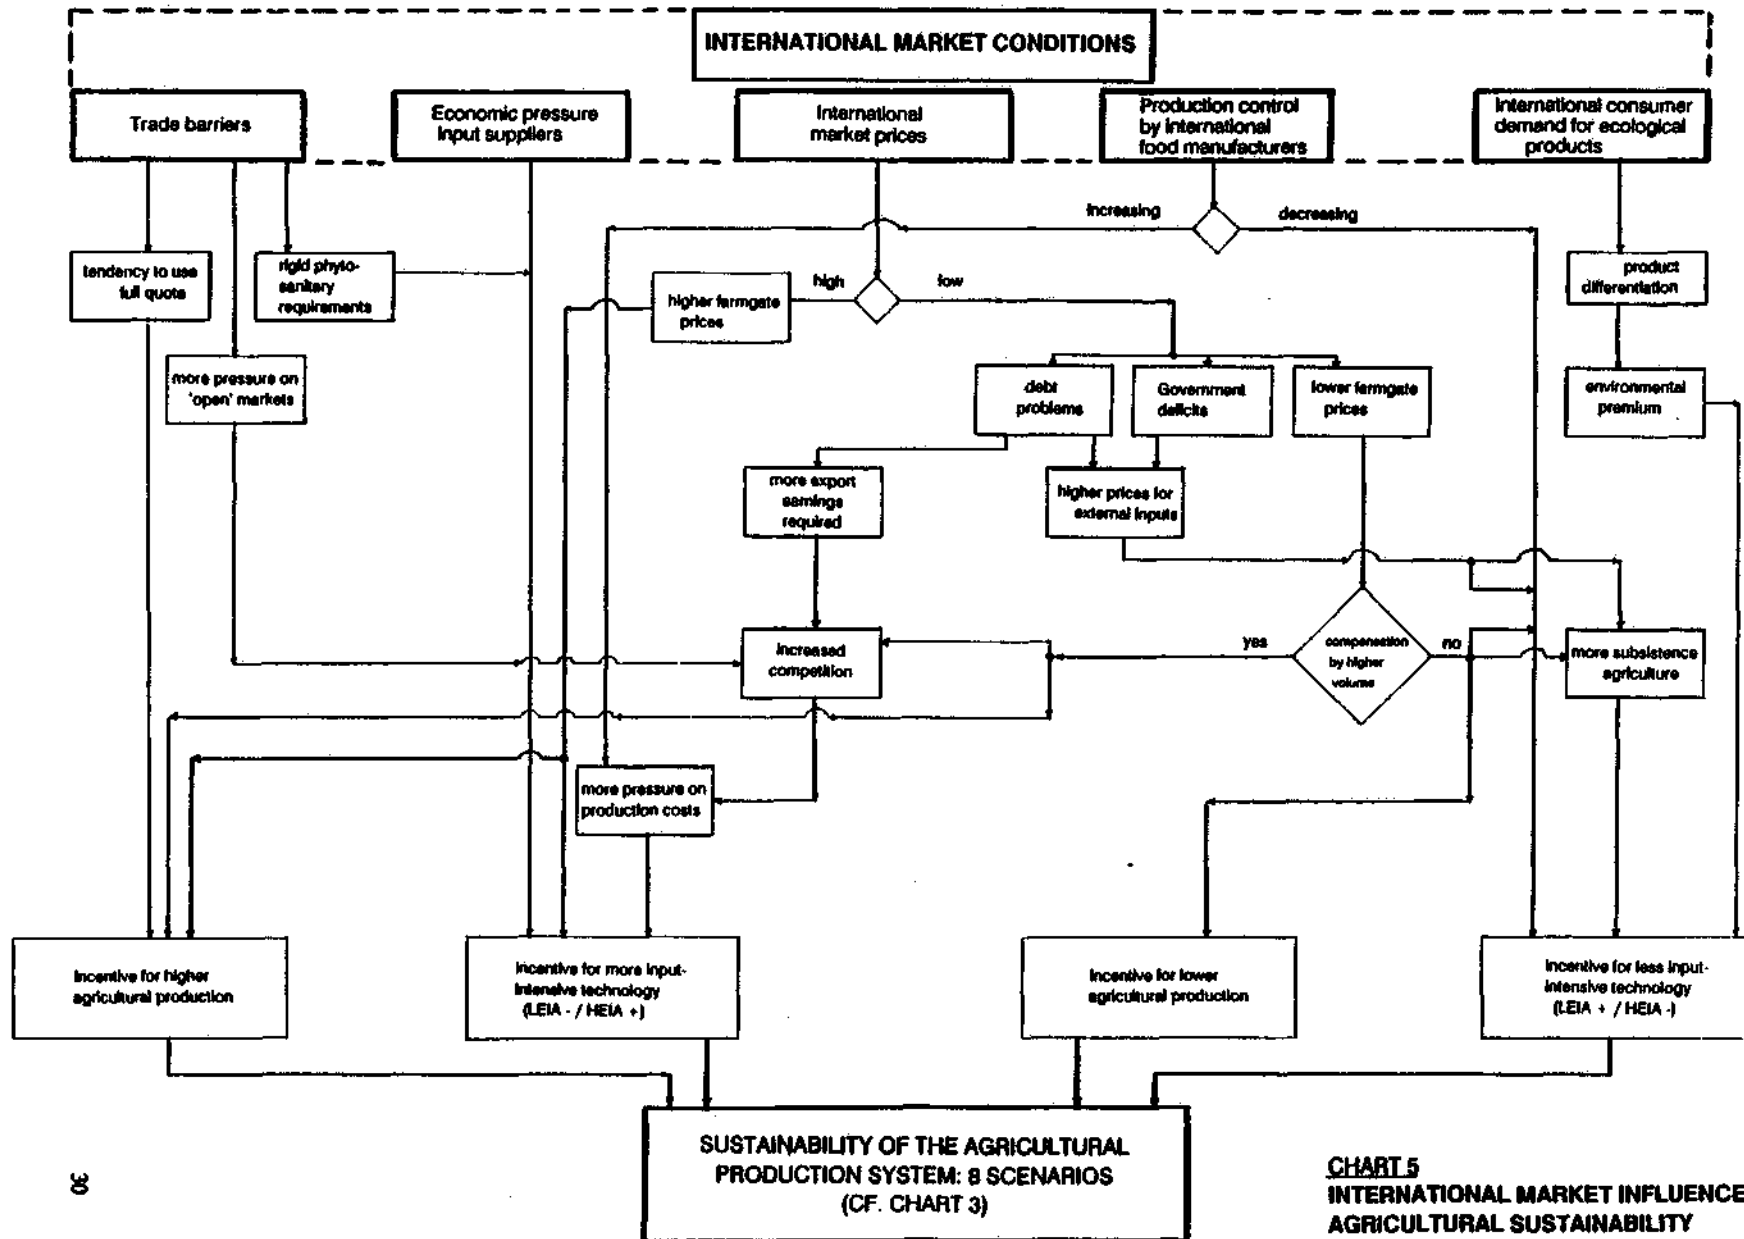 INTERNATIONAL MARKET CONDITIONS
Trade barriers
Economic pressure
input suppliers
International
market prices
Production control
by international
food manufacturers
International consumer
demand for ecological
products
increasing
decreasing
tendency to use
full quote
rigid phyto-
sanitary
requirements
higher farmgate
prices
high
low
product
differentiation
more pressure on
'open' markets
debt
problems
Government
deficits
lower farmgate
prices
environmental
premium
more export
earnings
required
higher prices for
external inputs
increased
competition
yes
compensation
by higher
volume
no
more subsistence
agriculture
more pressure on
production costs
Incentive for higher
agricultural production
Incentive for more input-
intensive technology
(LEIA - / HEIA +)
Incentive for lower
agricultural production
Incentive for less input-
intensive technology
(LEIA + / HEIA -)
SUSTAINABILITY OF THE AGRICULTURAL
PRODUCTION SYSTEM: 8 SCENARIOS
(CF. CHART 3)
30
CHART 5
INTERNATIONAL MARKET INFLUENCE
AGRICULTURAL SUSTAINABILITY